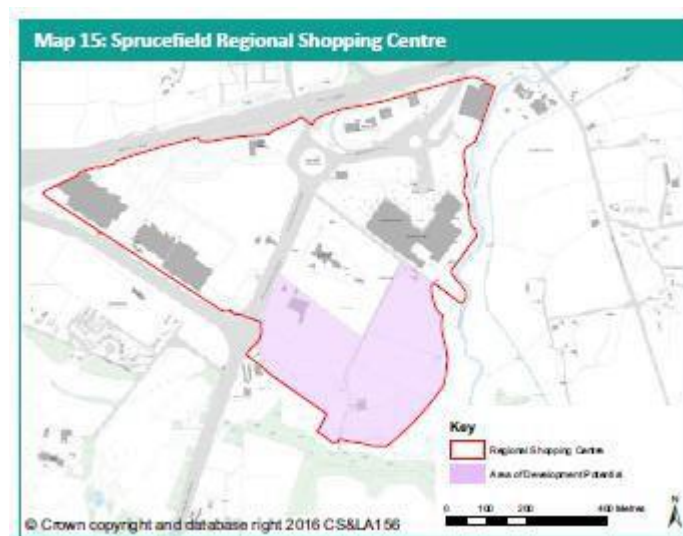 Map 15: Sprucefield Regional Shopping Centre
Key
Regional Shopping Centre
Area of Development Potential
0 100 200 400 Metres
N
© Crown copyright and database right 2016 CS&LA156